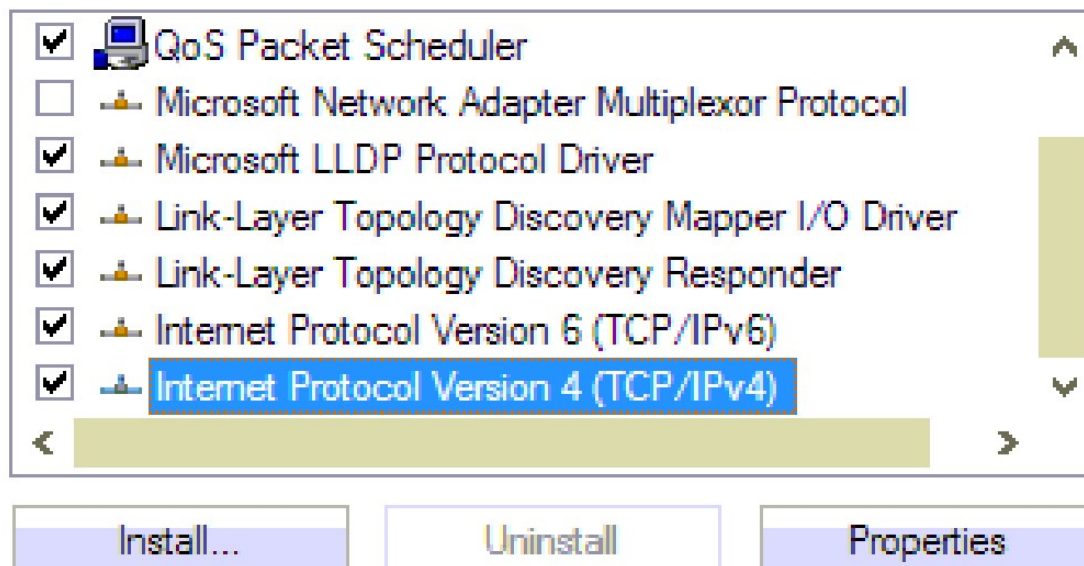 QoS Packet Scheduler
Microsoft Network Adapter Multiplexor Protocol
Microsoft LLDP Protocol Driver
Link-Layer Topology Discovery Mapper I/O Driver
Link-Layer Topology Discovery Responder
Internet Protocol Version 6 (TCP/IPv6)
Internet Protocol Version 4 (TCP/IPv4)
Install... Uninstall Properties